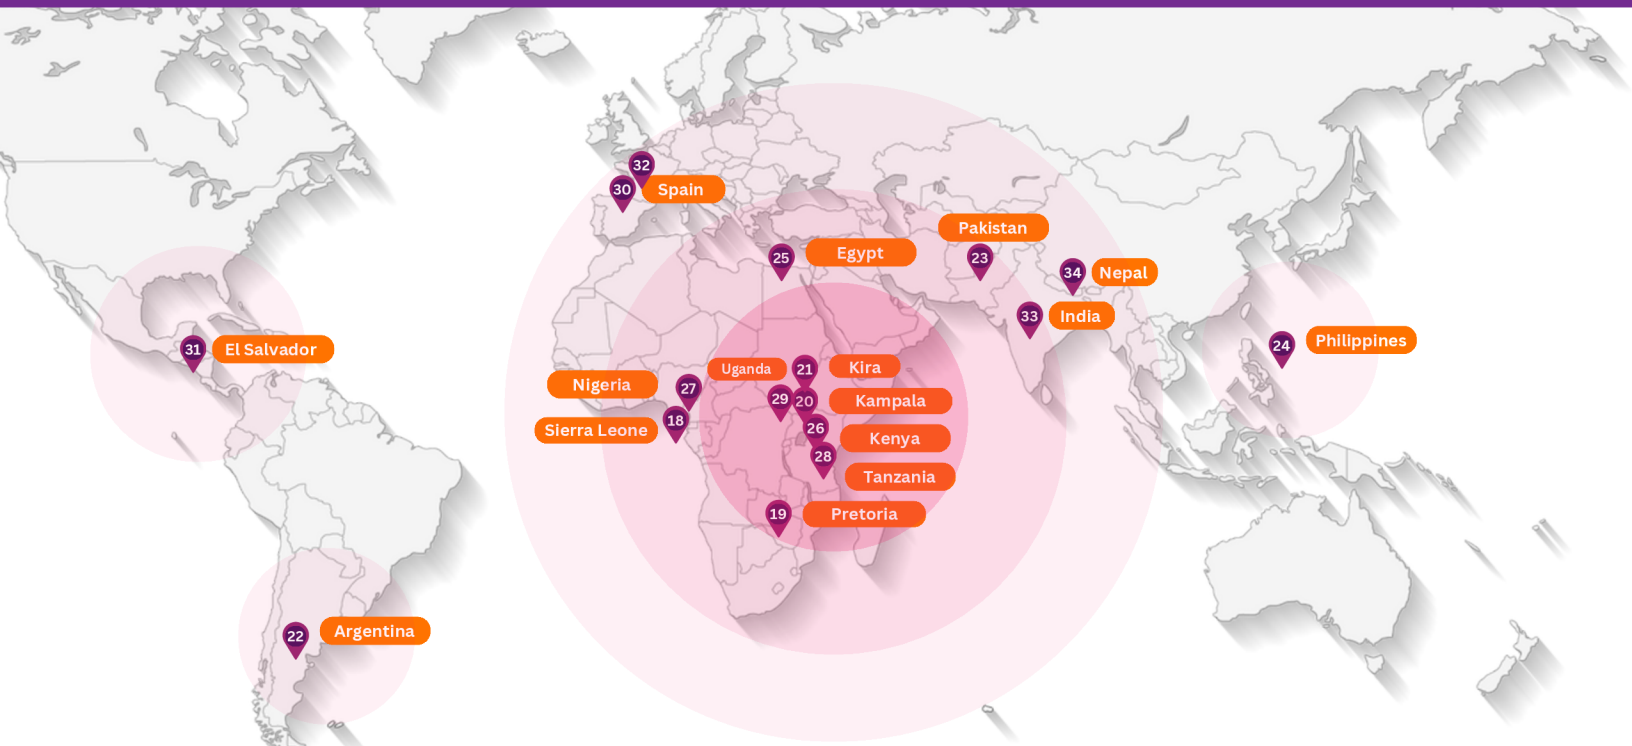 32
30
Spain
Pakistan
25
Egypt
23
34
Nepal
33
India
24
Philippines
31
El Salvador
Uganda
21
Kira
Nigeria
27
29
20
Kampala
18
Sierra Leone
26
Kenya
28
Tanzania
19
Pretoria
22
Argentina